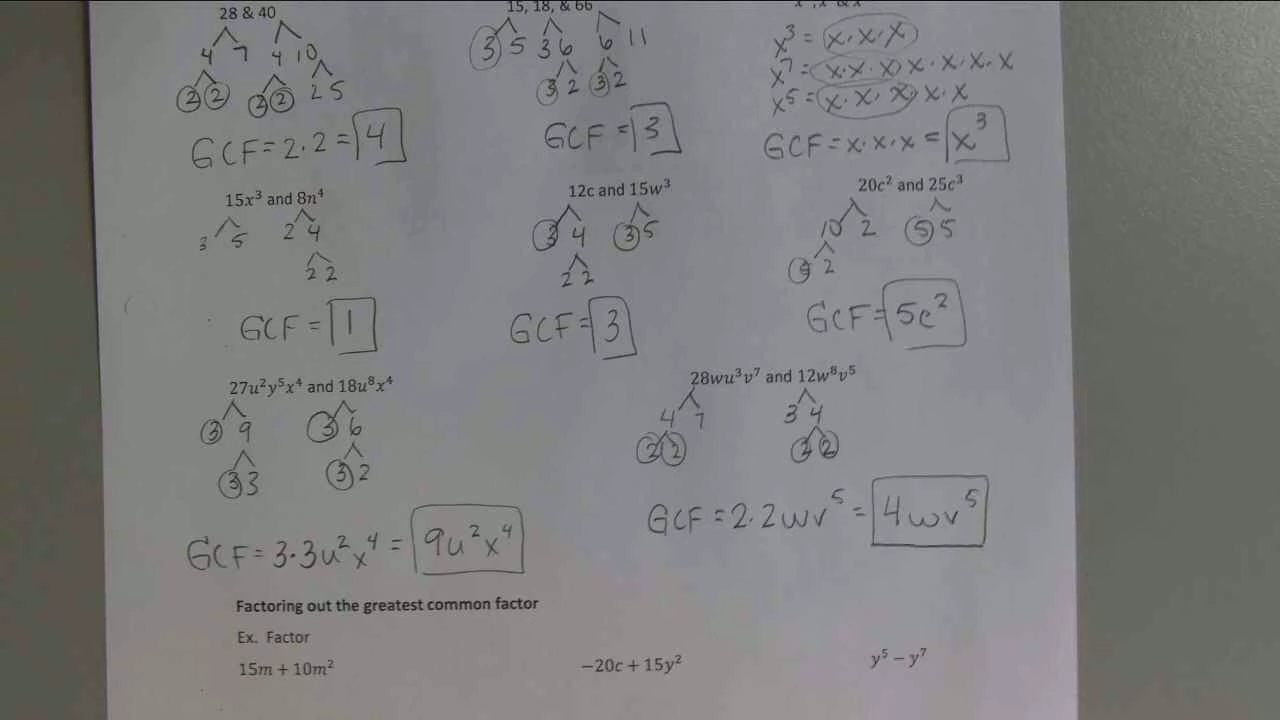 28 & 40
4 7 4 10
2 2 2 2 2 5
GCF = 2·2 = 4
15, 18, & 66
3 5 3 6 6 11
3 2 3 2
GCF = 3
x³ = x·x·x
x⁷ = x·x·x·x·x·x·x
x⁵ = x·x·x·x·x
GCF = x·x·x = x³
15x³ and 8n⁴
3 5 2 4
2 2
GCF = 1
12c and 15w³
3 4 3 5
2 2
GCF = 3
20c² and 25c³
10 2 5 5
5 2
GCF = 5c²
27u²y⁵x⁴ and 18u⁸x⁴
3 9 3 6
3 3 3 2
GCF = 3·3u²x⁴ = 9u²x⁴
28wu³v⁷ and 12w⁸v⁵
4 7 3 4
2 2 2 2
GCF = 2·2wv⁵ = 4wv⁵
Factoring out the greatest common factor
Ex. Factor
15m + 10m²
−20c + 15y²
y⁵ − y⁷